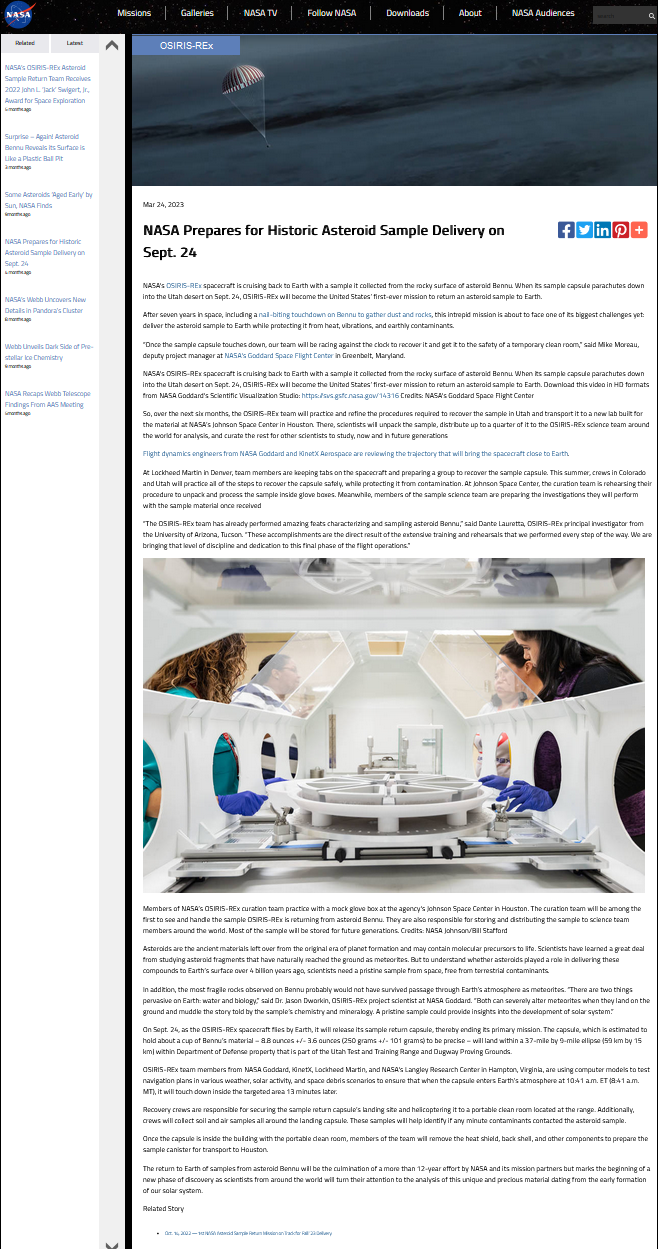 NASA
Missions
Galleries
NASA TV
Follow NASA
Downloads
About
NASA Audiences
Related
Latest
NASA's OSIRIS-REx Asteroid
Sample Return Team Receives
2022 John L. 'Jack' Swigert, Jr.,
Award for Space Exploration
Surprise – Again! Asteroid
Bennu Reveals its Surface is
Like a Plastic Ball Pit
Some Asteroids 'Aged Early' by
Sun, NASA Finds
NASA Prepares for Historic
Asteroid Sample Delivery on
Sept. 24
NASA's Webb Uncovers New
Details in Pandora's Cluster
Webb Unveils Dark Side of Pre-
stellar Ice Chemistry
NASA Recaps Webb Telescope
Findings From AAS Meeting
OSIRIS-REx
Mar 24, 2023
NASA Prepares for Historic Asteroid Sample Delivery on
Sept. 24
NASA's OSIRIS-REx spacecraft is cruising back to Earth with a sample it collected from the rocky surface of asteroid Bennu. When its sample capsule parachutes down
into the Utah desert on Sept. 24, OSIRIS-REx will become the United States' first-ever mission to return an asteroid sample to Earth.
After seven years in space, including a nail-biting touchdown on Bennu to gather dust and rocks, this intrepid mission is about to face one of its biggest challenges yet:
deliver the asteroid sample to Earth while protecting it from heat, vibrations, and earthly contaminants.
"Once the sample capsule touches down, our team will be racing against the clock to recover it and get it to the safety of a temporary clean room," said Mike Moreau,
deputy project manager at NASA's Goddard Space Flight Center in Greenbelt, Maryland.
NASA's OSIRIS-REx spacecraft is cruising back to Earth with a sample it collected from the rocky surface of asteroid Bennu. When its sample capsule parachutes down
into the Utah desert on Sept. 24, OSIRIS-REx will become the United States' first-ever mission to return an asteroid sample to Earth. Download this video in HD formats
from NASA Goddard's Scientific Visualization Studio: https://svs.gsfc.nasa.gov/14316 Credits: NASA's Goddard Space Flight Center
So, over the next six months, the OSIRIS-REx team will practice and refine the procedures required to recover the sample in Utah and transport it to a new lab built for
the material at NASA's Johnson Space Center in Houston. There, scientists will unpack the sample, distribute up to a quarter of it to the OSIRIS-REx science team around
the world for analysis, and curate the rest for other scientists to study, now and in future generations
Flight dynamics engineers from NASA Goddard and KinetX Aerospace are reviewing the trajectory that will bring the spacecraft close to Earth.
At Lockheed Martin in Denver, team members are keeping tabs on the spacecraft and preparing a group to recover the sample capsule. This summer, crews in Colorado
and Utah will practice all of the steps to recover the capsule safely, while protecting it from contamination. At Johnson Space Center, the curation team is rehearsing their
procedure to unpack and process the sample inside glove boxes. Meanwhile, members of the sample science team are preparing the investigations they will perform
with the sample material once received
"The OSIRIS-REx team has already performed amazing feats characterizing and sampling asteroid Bennu," said Dante Lauretta, OSIRIS-REx principal investigator from
the University of Arizona, Tucson. "These accomplishments are the direct result of the extensive training and rehearsals that we performed every step of the way. We are
bringing that level of discipline and dedication to this final phase of the flight operations."
Members of NASA's OSIRIS-REx curation team practice with a mock glove box at the agency's Johnson Space Center in Houston. The curation team will be among the
first to see and handle the sample OSIRIS-REx is returning from asteroid Bennu. They are also responsible for storing and distributing the sample to science team
members around the world. Most of the sample will be stored for future generations. Credits: NASA Johnson/Bill Stafford
Asteroids are the ancient materials left over from the original era of planet formation and may contain molecular precursors to life. Scientists have learned a great deal
from studying asteroid fragments that have naturally reached the ground as meteorites. But to understand whether asteroids played a role in delivering these
compounds to Earth's surface over 4 billion years ago, scientists need a pristine sample from space, free from terrestrial contaminants.
In addition, the most fragile rocks observed on Bennu probably would not have survived passage through Earth's atmosphere as meteorites. "There are two things
pervasive on Earth: water and biology," said Dr. Jason Dworkin, OSIRIS-REx project scientist at NASA Goddard. "Both can severely alter meteorites when they land on the
ground and muddle the story told by the sample's chemistry and mineralogy. A pristine sample could provide insights into the development of solar system."
On Sept. 24, as the OSIRIS-REx spacecraft flies by Earth, it will release its sample return capsule, thereby ending its primary mission. The capsule, which is estimated to
hold about a cup of Bennu's material – 8.8 ounces +/- 3.6 ounces (250 grams +/- 101 grams) to be precise – will land within a 37-mile by 9-mile ellipse (59 km by 15
km) within Department of Defense property that is part of the Utah Test and Training Range and Dugway Proving Grounds.
OSIRIS-REx team members from NASA Goddard, KinetX, Lockheed Martin, and NASA's Langley Research Center in Hampton, Virginia, are using computer models to test
navigation plans in various weather, solar activity, and space debris scenarios to ensure that when the capsule enters Earth's atmosphere at 10:41 a.m. ET (8:41 a.m.
MT), it will touch down inside the targeted area 13 minutes later.
Recovery crews are responsible for securing the sample return capsule's landing site and helicoptering it to a portable clean room located at the range. Additionally,
crews will collect soil and air samples all around the landing capsule. These samples will help identify if any minute contaminants contacted the asteroid sample.
Once the capsule is inside the building with the portable clean room, members of the team will remove the heat shield, back shell, and other components to prepare the
sample canister for transport to Houston.
The return to Earth of samples from asteroid Bennu will be the culmination of a more than 12-year effort by NASA and its mission partners but marks the beginning of a
new phase of discovery as scientists from around the world will turn their attention to the analysis of this unique and precious material dating from the early formation
of our solar system.
Related Story
Oct. 14, 2022 — 1st NASA Asteroid Sample Return Mission on Track for Fall '23 Delivery